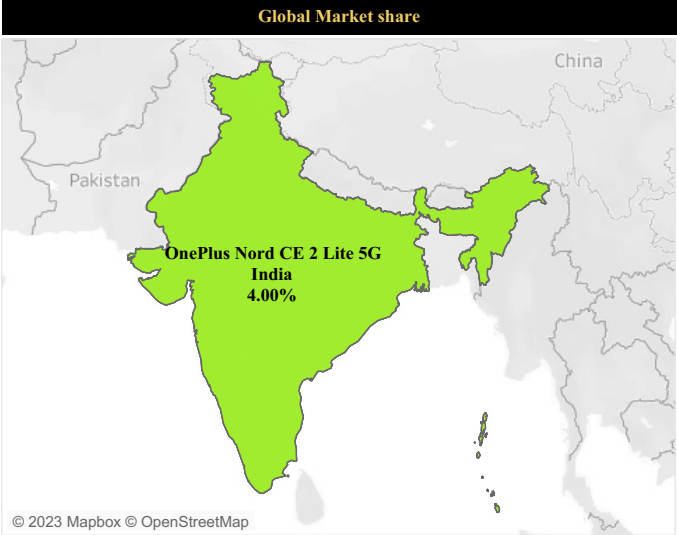 Global Market share
China
Pakistan
OnePlus Nord CE 2 Lite 5G
India
4.00%
© 2023 Mapbox © OpenStreetMap